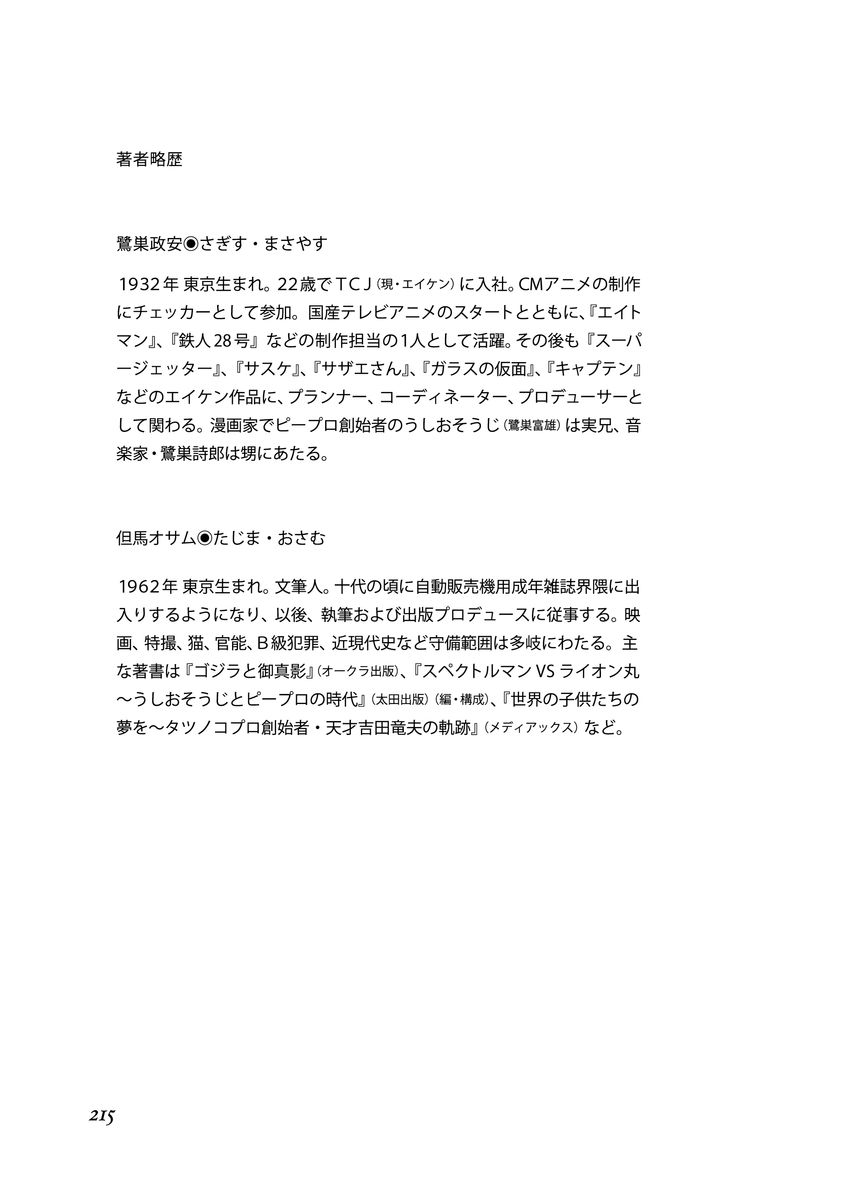 著者略歴
鷺巣政安◉さぎす・まさやす
1932年 東京生まれ。22歳でTCJ（現・エイケン）に入社。CMアニメの制作
にチェッカーとして参加。国産テレビアニメのスタートとともに、『エイト
マン』、『鉄人28号』などの制作担当の1人として活躍。その後も『スーパ
ージェッター』、『サスケ』、『サザエさん』、『ガラスの仮面』、『キャプテン』
などのエイケン作品に、プランナー、コーディネーター、プロデューサーと
して関わる。漫画家でピープロ創始者のうしおそうじ（鷺巣富雄）は実兄、音
楽家・鷺巣詩郎は甥にあたる。
但馬オサム◉たじま・おさむ
1962年 東京生まれ。文筆人。十代の頃に自動販売機用成年雑誌界隈に出
入りするようになり、以後、執筆および出版プロデュースに従事する。映
画、特撮、猫、官能、B級犯罪、近現代史など守備範囲は多岐にわたる。主
な著書は『ゴジラと御真影』（オークラ出版）、『スペクトルマン VS ライオン丸
〜うしおそうじとピープロの時代』（太田出版）（編・構成）、『世界の子供たちの
夢を〜タツノコプロ創始者・天才吉田竜夫の軌跡』（メディアックス）など。
215